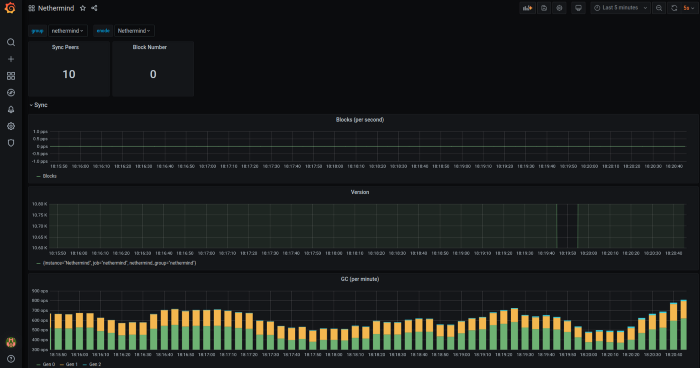 Nethermind
Last 5 minutes
5s
group nethermind Nethermind
Sync Peers
10
Block Number
0
Sync
Blocks (per second)
1.0 pps
0.5 pps
0 pps
-0.5 pps
-1.0 pps
18:15:50 18:16:00 18:16:10 18:16:20 18:16:30 18:16:40 18:16:50 18:17:00 18:17:10 18:17:20 18:17:30 18:17:40 18:17:50 18:18:00 18:18:10 18:18:20 18:18:30 18:18:40 18:18:50 18:19:00 18:19:10 18:19:20 18:19:30 18:19:40 18:19:50 18:20:00 18:20:10 18:20:20 18:20:30 18:20:40
Blocks
Version
10.80 K
10.75 K
10.70 K
10.65 K
10.60 K
18:15:50 18:16:00 18:16:10 18:16:20 18:16:30 18:16:40 18:16:50 18:17:00 18:17:10 18:17:20 18:17:30 18:17:40 18:17:50 18:18:00 18:18:10 18:18:20 18:18:30 18:18:40 18:18:50 18:19:00 18:19:10 18:19:20 18:19:30 18:19:40 18:19:50 18:20:00 18:20:10 18:20:20 18:20:30 18:20:40
{instance="Nethermind", job="nethermind", nethermind_group="nethermind"}
GC (per minute)
900 ops
800 ops
700 ops
600 ops
500 ops
400 ops
300 ops
18:15:50 18:16:00 18:16:10 18:16:20 18:16:30 18:16:40 18:16:50 18:17:00 18:17:10 18:17:20 18:17:30 18:17:40 18:17:50 18:18:00 18:18:10 18:18:20 18:18:30 18:18:40 18:18:50 18:19:00 18:19:10 18:19:20 18:19:30 18:19:40 18:19:50 18:20:00 18:20:10 18:20:20 18:20:30 18:20:40
Gen 0 Gen 1 Gen 2